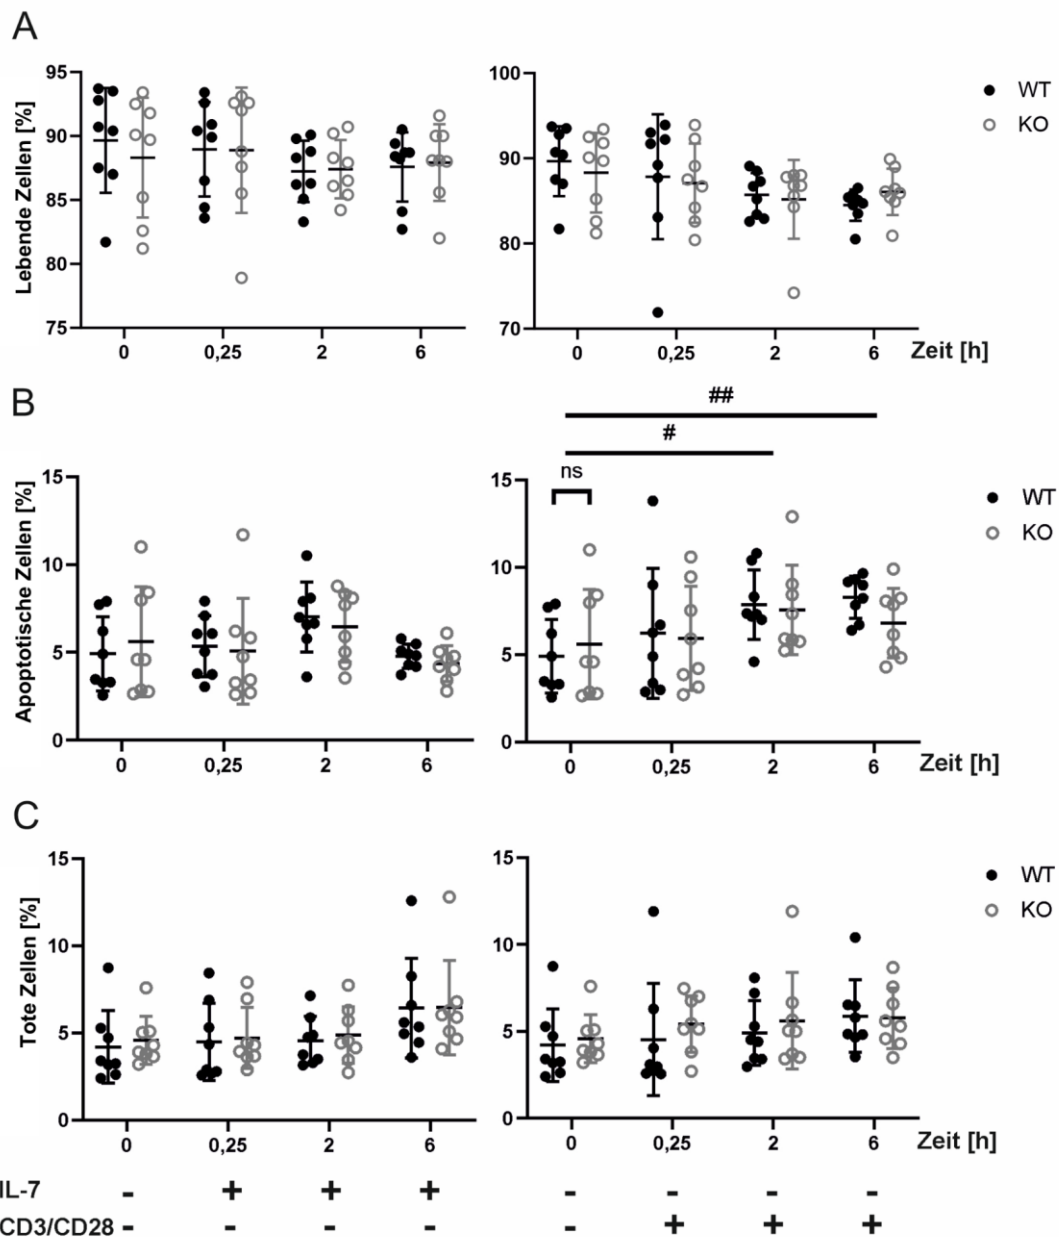 A
Lebende Zellen [%]
95
90
85
80
75
0 0,25 2 6
100
90
80
70
0 0,25 2 6 Zeit [h]
WT
KO
B
Apoptotische Zellen [%]
15
10
5
0
0 0,25 2 6
##
#
ns
15
10
5
0
0 0,25 2 6 Zeit [h]
WT
KO
C
Tote Zellen [%]
15
10
5
0
0 0,25 2 6
15
10
5
0
0 0,25 2 6 Zeit [h]
WT
KO
IL-7 - + + + - - - -
CD3/CD28 - - - - - + + +